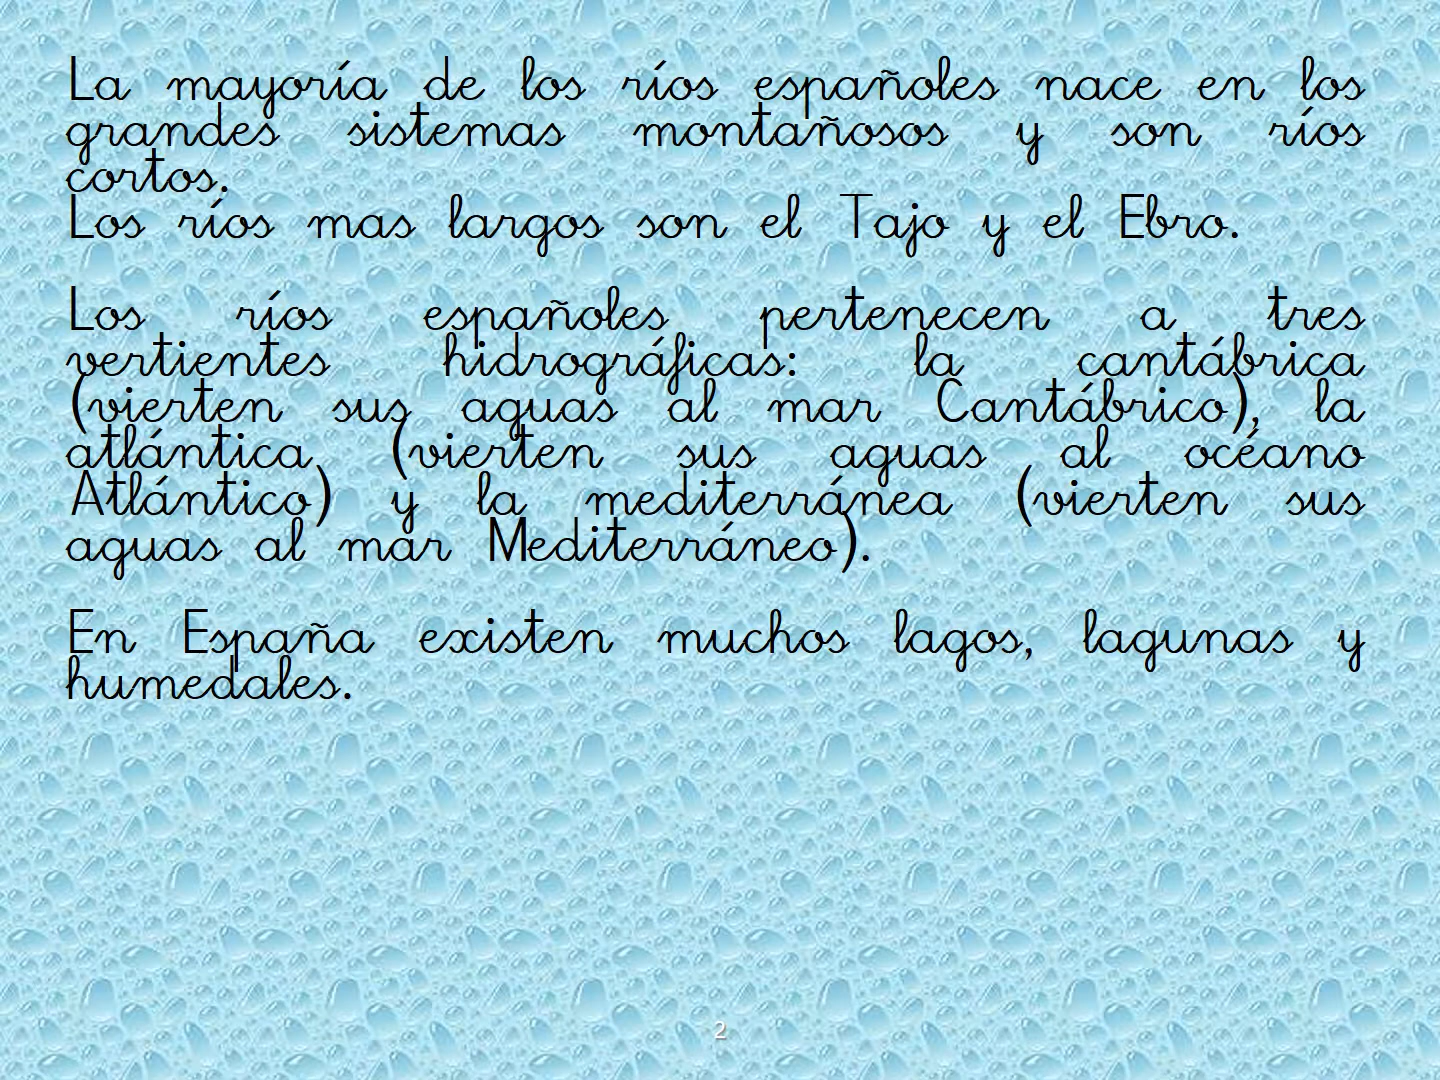 La mayoría de los ríos españoles nace en los
grandes sistemas montañosos y son ríos
cortos.
Los ríos mas largos son el Tajo y el Ebro.
Los ríos españoles pertenecen a tres
vertientes hidrográficas: la cantábrica
(vierten sus aguas al mar Cantábrico), la
atlántica (vierten sus aguas al océano
Atlántico) y la mediterránea (vierten sus
aguas al mar Mediterráneo).
En España existen muchos lagos, lagunas y
humedales.
2